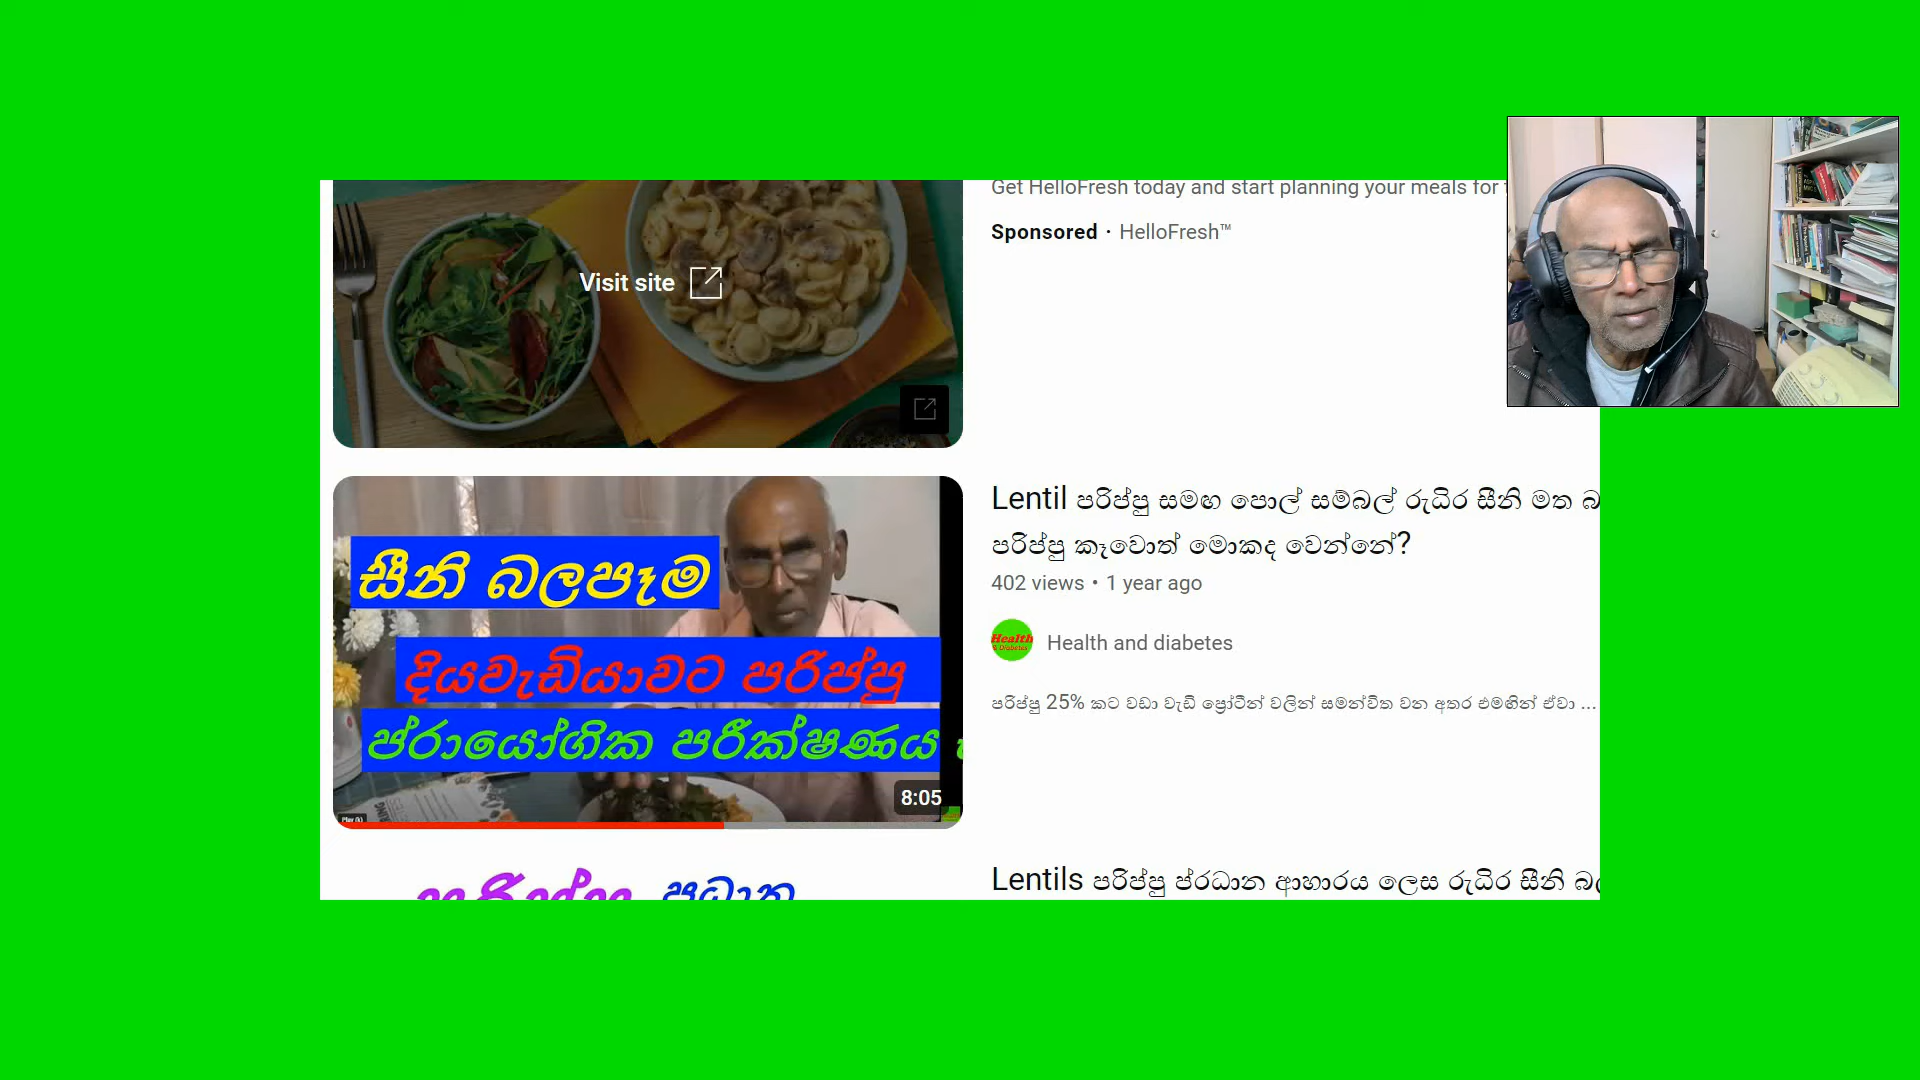 Get HelloFresh today and start planning your meals for
Sponsored · HelloFresh™
Visit site
Lentil පරිප්පු සමඟ පොල් සම්බල් රුධිර සීනි මත
පරිප්පු කෑවොත් මොකද වෙන්නේ?
402 views • 1 year ago
Health and diabetes
පරිප්පු 25% කට වඩා වැඩි ප්‍රෝටීන් වලින් සමන්විත වන අතර එමඟින් ඒවා ...
සීනි බලපෑම
දියවැඩියාවට පරිප්පු
ප්රායෝගික පරීක්ෂණය
8:05
Health
& Diabetes
Lentils පරිප්පු ප්රධාන ආහාරය ලෙස රුධිර සීනි